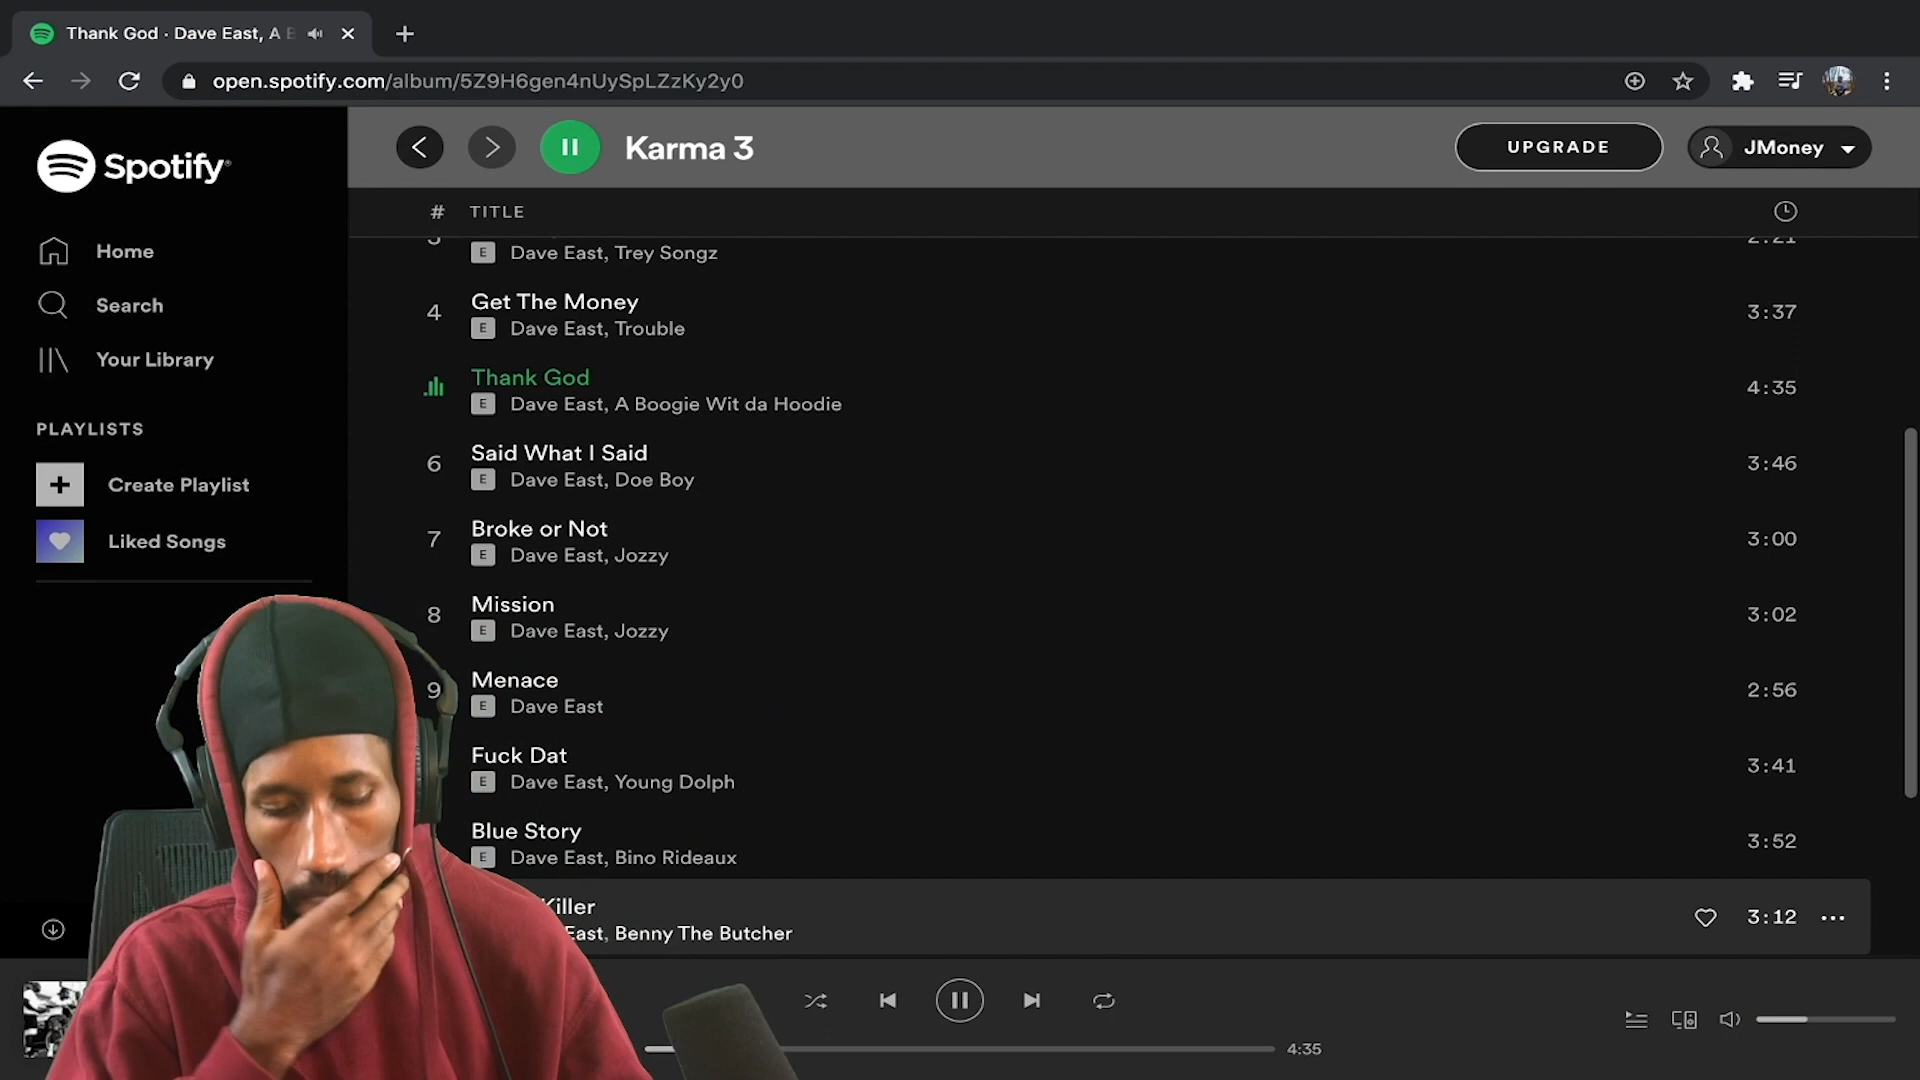 Thank God · Dave East, A B
open.spotify.com/album/5Z9H6gen4nUySpLZzKy2y0
Spotify
Karma 3
UPGRADE
JMoney
Home
Search
Your Library
PLAYLISTS
Create Playlist
Liked Songs
# TITLE
3 2:21
E Dave East, Trey Songz
4 Get The Money 3:37
E Dave East, Trouble
Thank God 4:35
E Dave East, A Boogie Wit da Hoodie
6 Said What I Said 3:46
E Dave East, Doe Boy
7 Broke or Not 3:00
E Dave East, Jozzy
8 Mission 3:02
E Dave East, Jozzy
9 Menace 2:56
E Dave East
Fuck Dat 3:41
E Dave East, Young Dolph
Blue Story 3:52
E Dave East, Bino Rideaux
Killer 3:12
East, Benny The Butcher
4:35